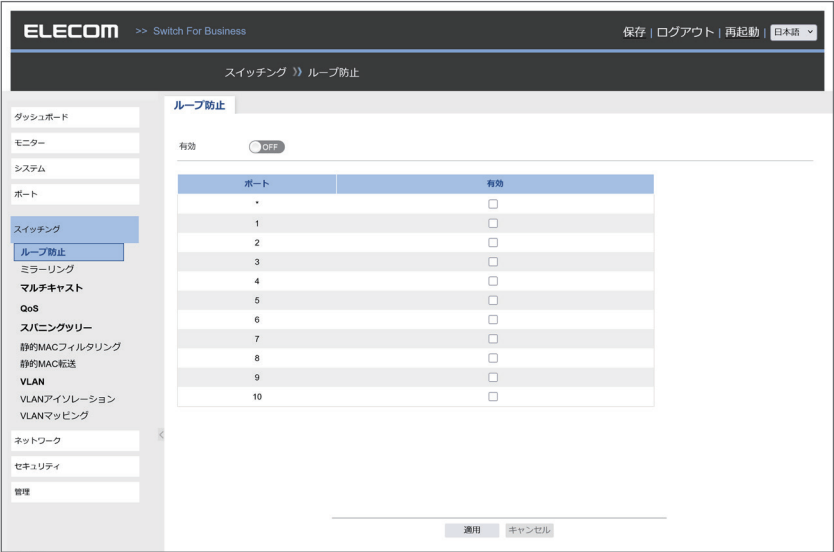 ELECOM >> Switch For Business
保存 | ログアウト | 再起動 | 日本語
スイッチング 》 ループ防止
ダッシュボード
モニター
システム
ポート
スイッチング
ループ防止
ミラーリング
マルチキャスト
QoS
スパニングツリー
静的MACフィルタリング
静的MAC転送
VLAN
VLANアイソレーション
VLANマッピング
ネットワーク
セキュリティ
管理
ループ防止
有効 OFF
ポート 有効
*
1
2
3
4
5
6
7
8
9
10
適用 キャンセル